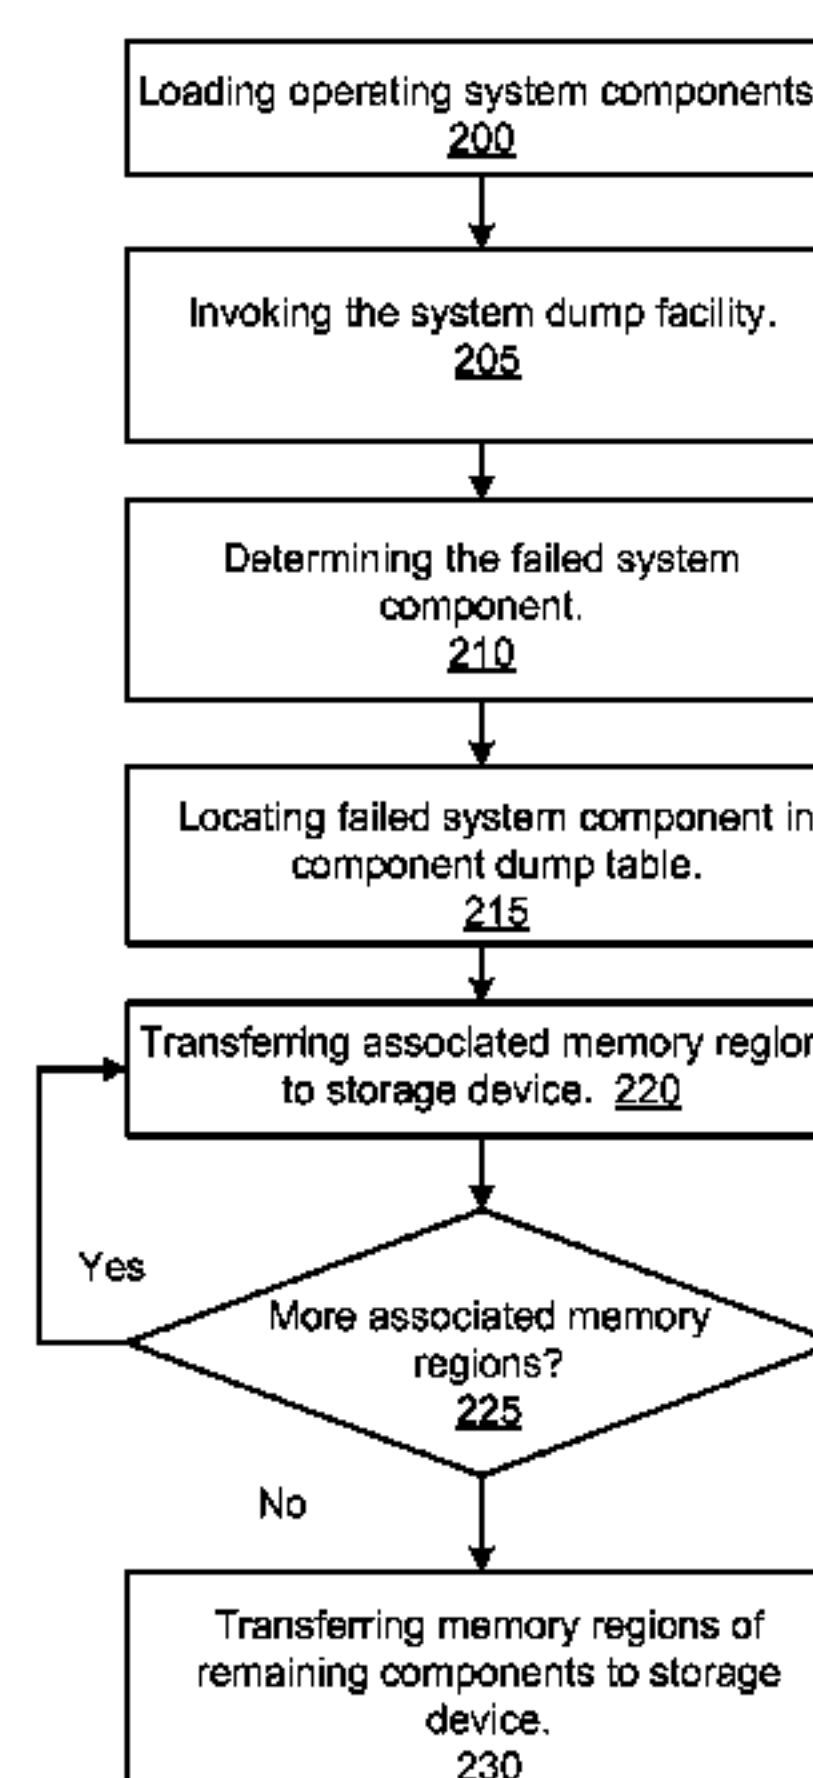 Loading operating system components
200
Invoking the system dump facility.
205
Determining the failed system
component.
210
Locating failed system component in
component dump table.
215
Transferring associated memory region
to storage device. 220
Yes
More associated memory
regions?
225
No
Transferring memory regions of
remaining components to storage
device.
230